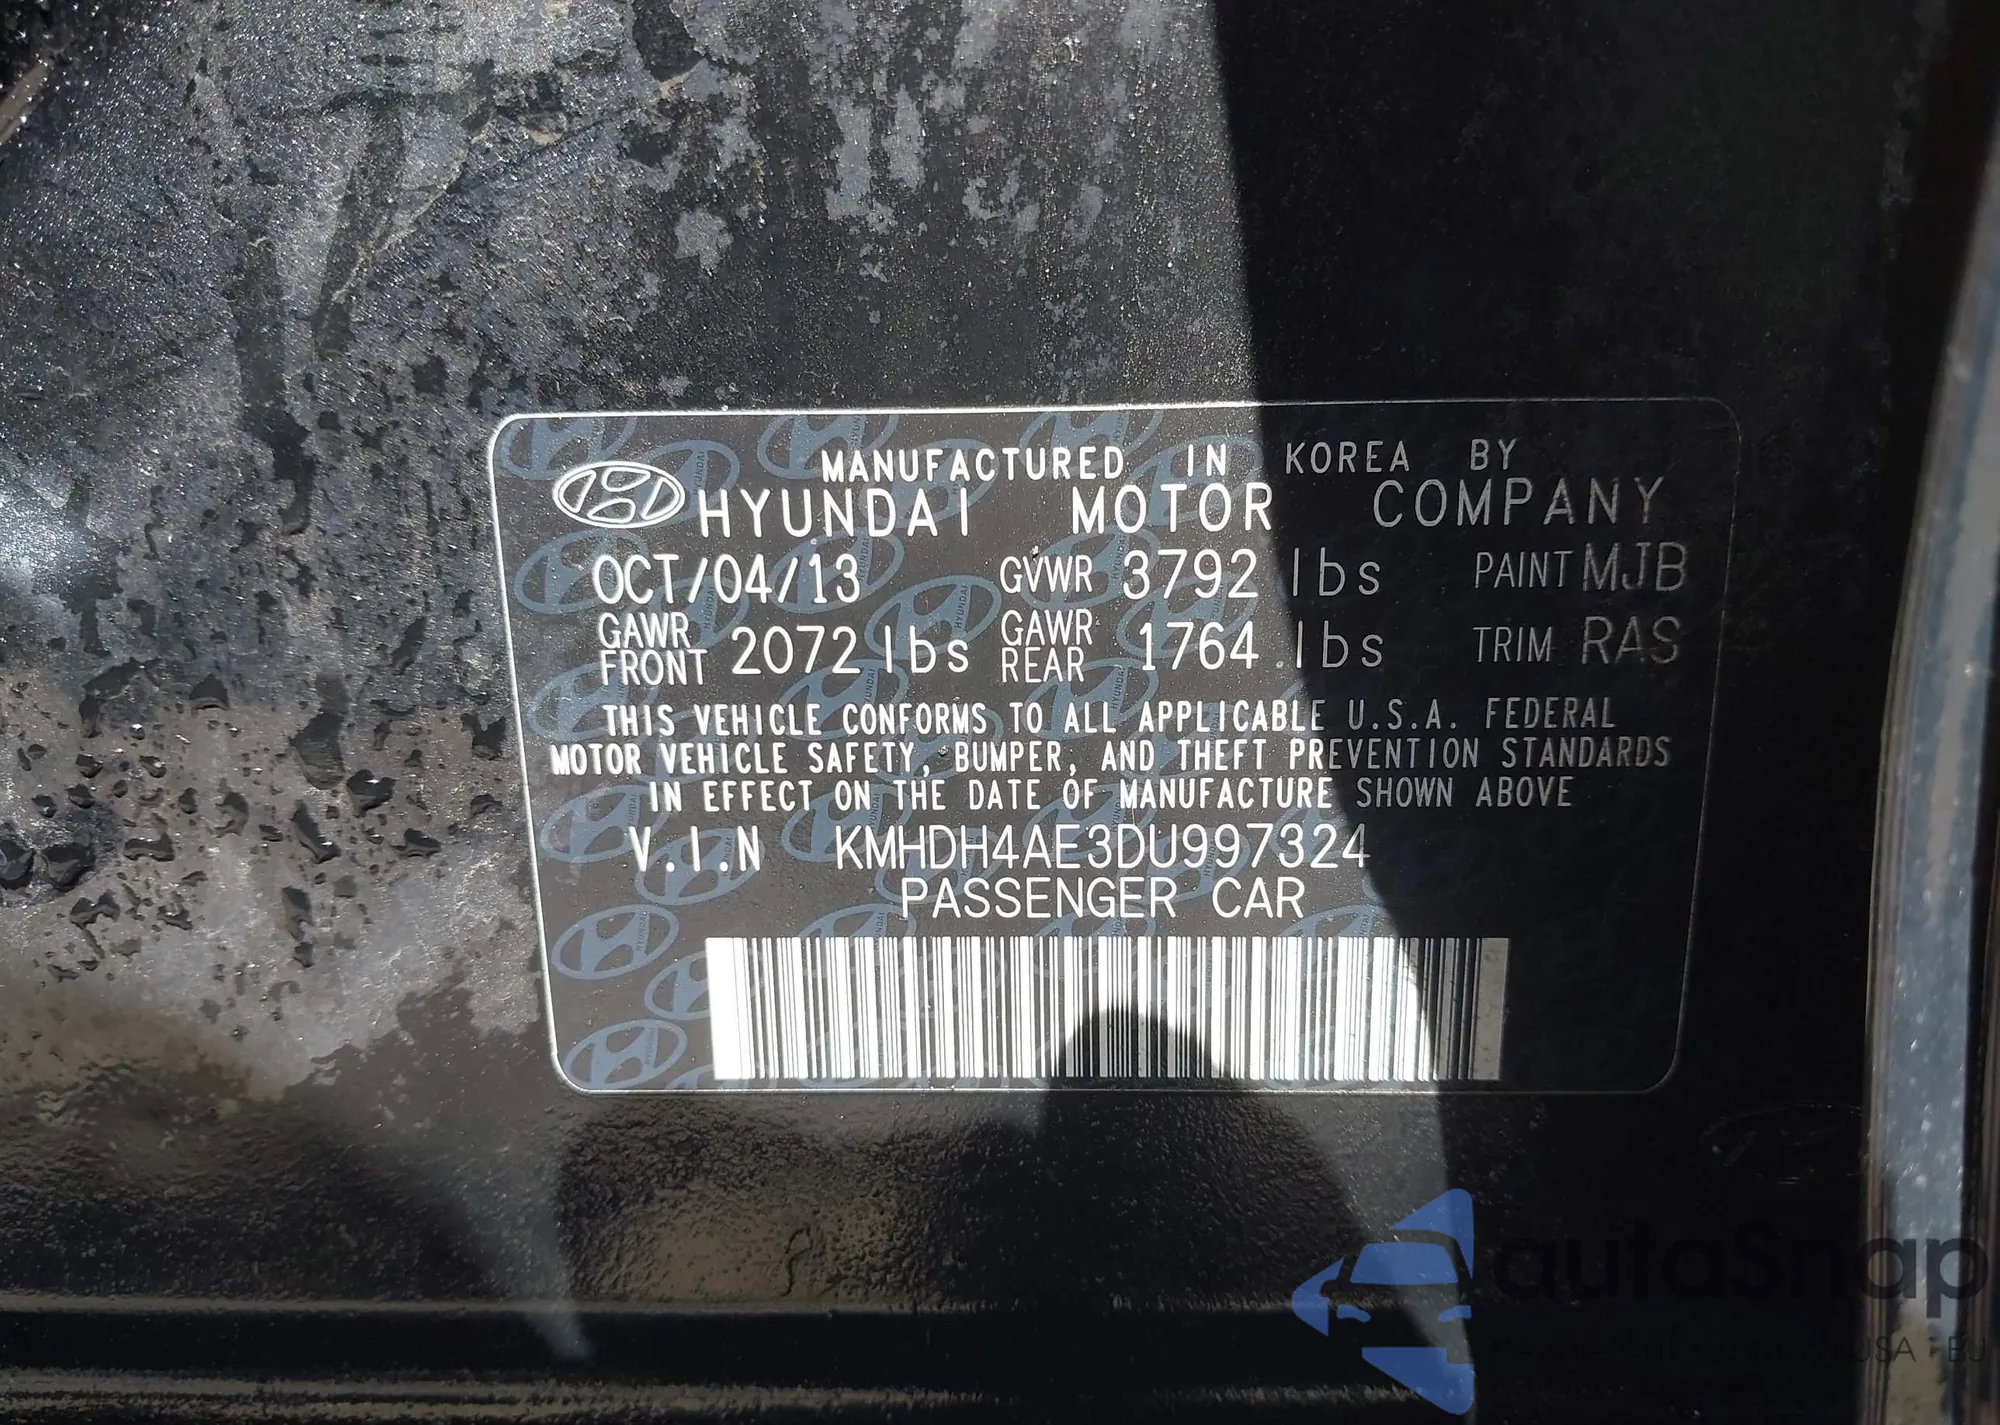 MANUFACTURED IN KOREA BY
HYUNDAI MOTOR COMPANY
OCT/04/13 GVWR 3792 lbs PAINT MJB
GAWR FRONT 2072 lbs GAWR REAR 1764 lbs TRIM RAS
THIS VEHICLE CONFORMS TO ALL APPLICABLE U.S.A. FEDERAL
MOTOR VEHICLE SAFETY, BUMPER, AND THEFT PREVENTION STANDARDS
IN EFFECT ON THE DATE OF MANUFACTURE SHOWN ABOVE
V.I.N KMHDH4AE3DU997324
PASSENGER CAR
autoSnap
USA